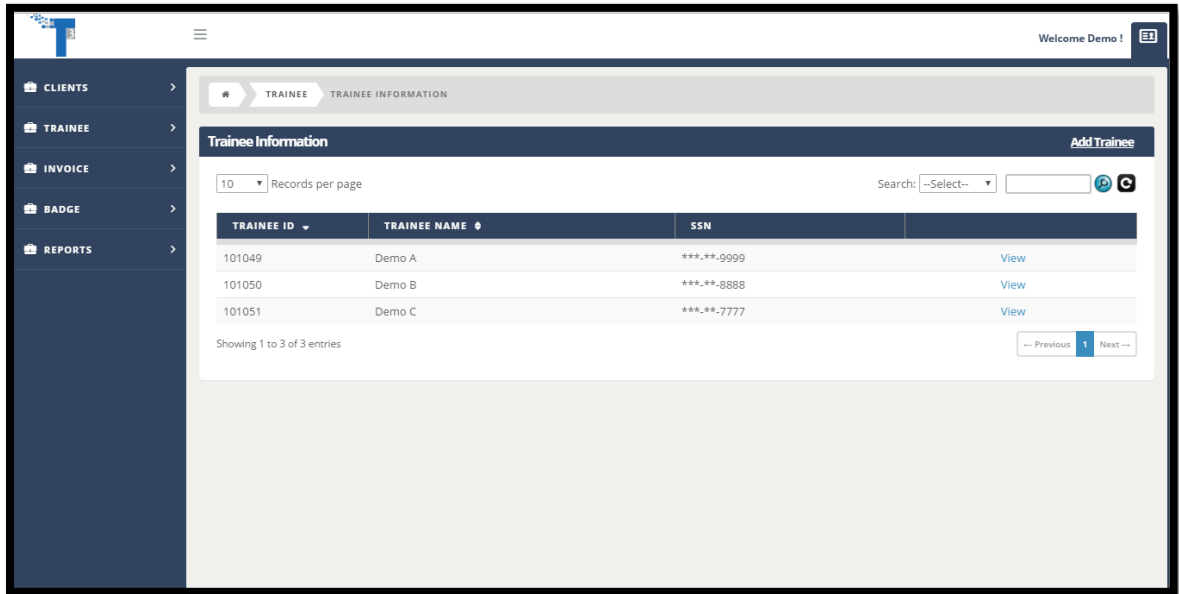 T3
Welcome Demo !
CLIENTS
TRAINEE
INVOICE
BADGE
REPORTS
TRAINEE TRAINEE INFORMATION
Trainee Information Add Trainee
10 Records per page Search: --Select--
TRAINEE ID TRAINEE NAME SSN
101049 Demo A ***-**-9999 View
101050 Demo B ***-**-8888 View
101051 Demo C ***-**-7777 View
Showing 1 to 3 of 3 entries ← Previous 1 Next →